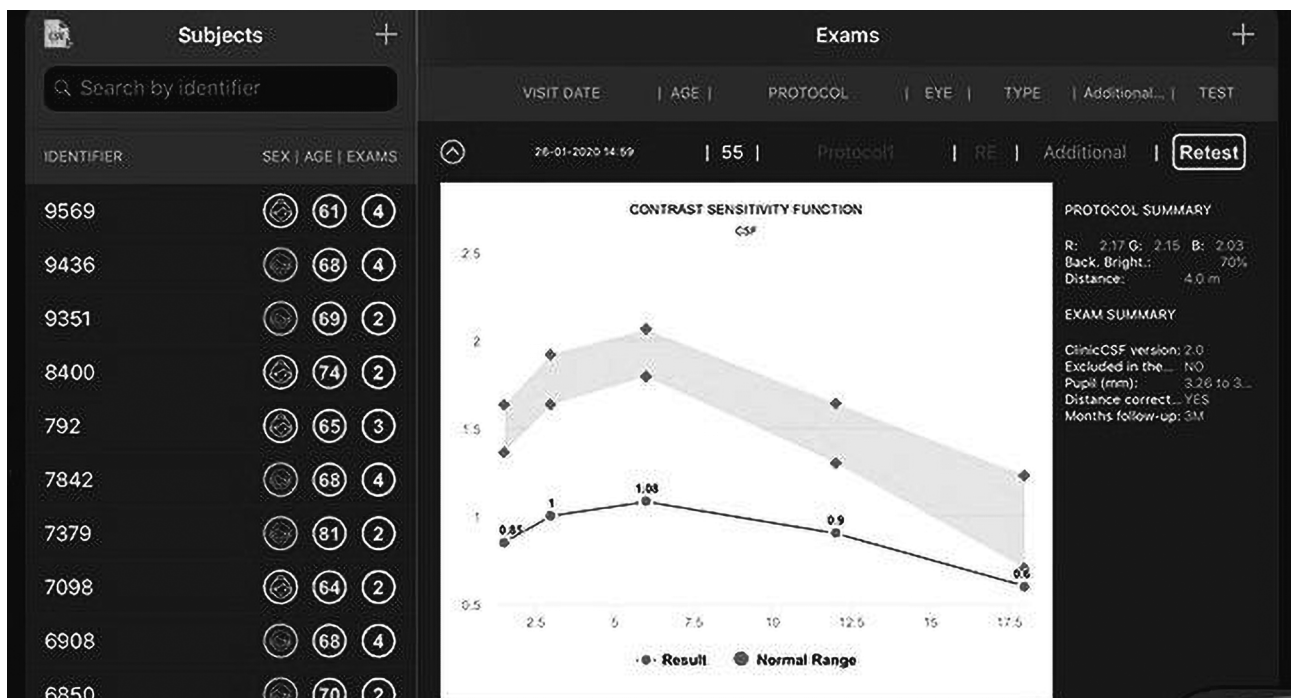 CSV
Subjects
+
Search by identifier
IDENTIFIER SEX | AGE | EXAMS
9569 61 4
9436 68 4
9351 69 2
8400 74 2
792 65 3
7842 68 4
7379 81 2
7098 64 2
6908 68 4
6850 70 2
Exams
+
VISIT DATE | AGE | PROTOCOL | EYE | TYPE | Additional... | TEST
26-01-2020 14:59 | 55 | Protocol1 | RE | Additional | Retest
CONTRAST SENSITIVITY FUNCTION
CSF
2.5
2
1.5
1
0.5
0.85
1
1.08
0.9
0.6
2.5 5 7.5 10 12.5 15 17.5
Result Normal Range
PROTOCOL SUMMARY
R: 2.17 G: 2.15 B: 2.03
Back. Bright.: 70%
Distance: 4.0 m
EXAM SUMMARY
ClinicCSF version: 2.0
Excluded in the... NO
Pupil (mm): 3.26 to 3...
Distance correct... YES
Months follow-up: 3M